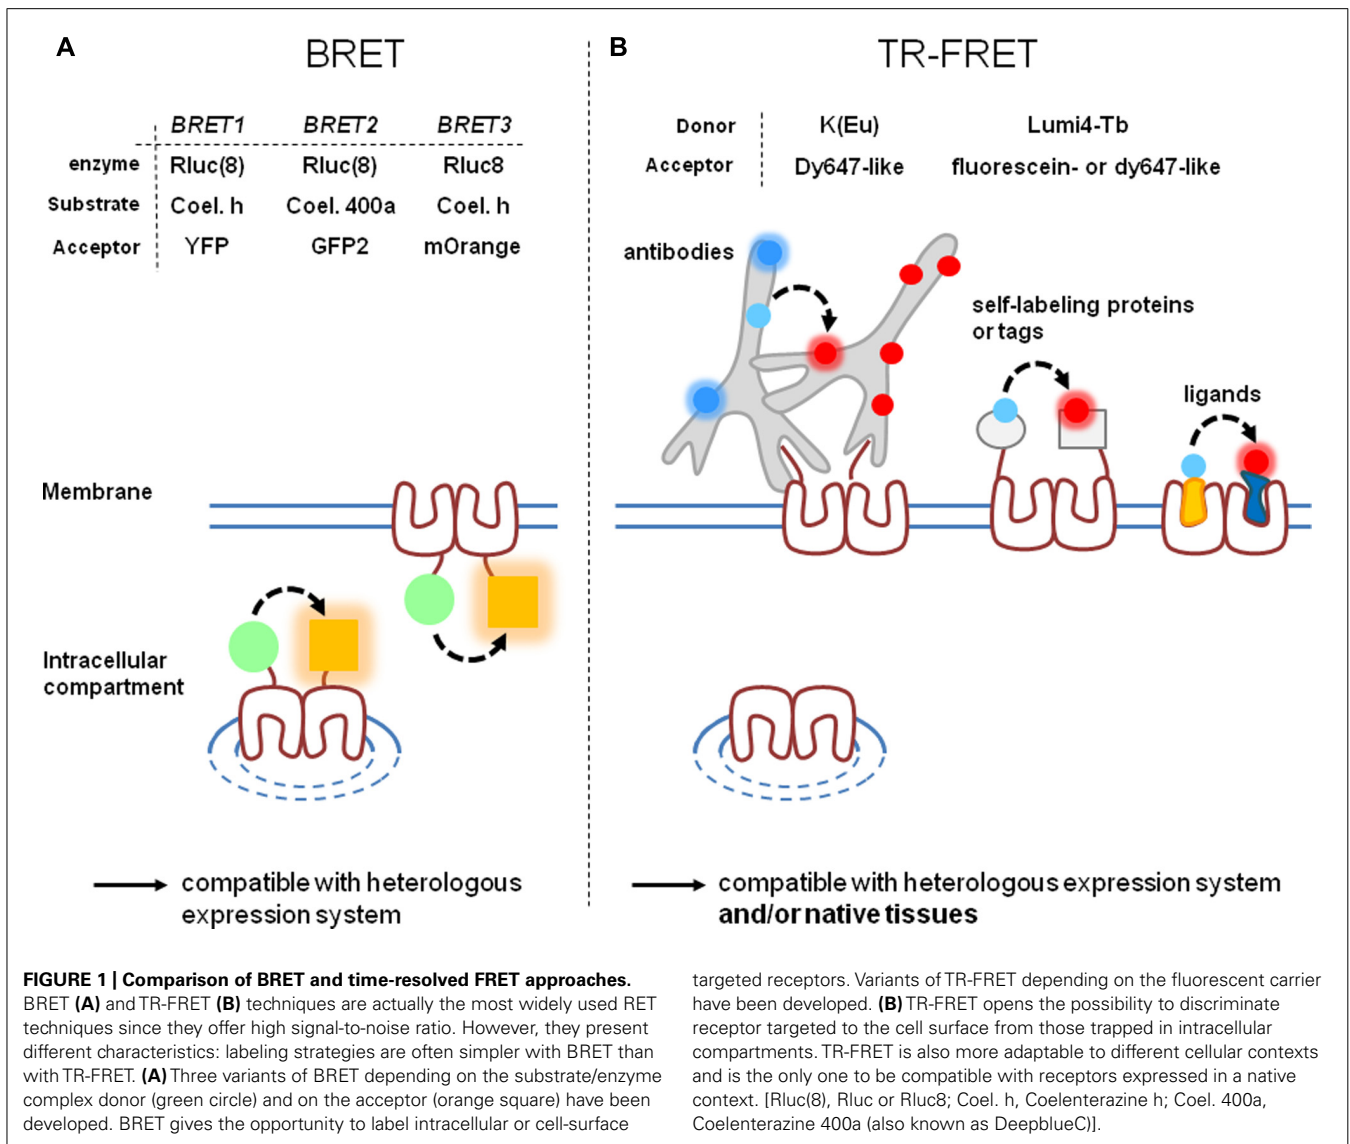 A
BRET
BRET1 BRET2 BRET3
enzyme Rluc(8) Rluc(8) Rluc8
Substrate Coel. h Coel. 400a Coel. h
Acceptor YFP GFP2 mOrange
Membrane
Intracellular
compartment
compatible with heterologous
expression system
B
TR-FRET
Donor K(Eu) Lumi4-Tb
Acceptor Dy647-like fluorescein- or dy647-like
antibodies
self-labeling proteins
or tags
ligands
compatible with heterologous expression system
and/or native tissues
FIGURE 1 | Comparison of BRET and time-resolved FRET approaches.
BRET (A) and TR-FRET (B) techniques are actually the most widely used RET
techniques since they offer high signal-to-noise ratio. However, they present
different characteristics: labeling strategies are often simpler with BRET than
with TR-FRET. (A) Three variants of BRET depending on the substrate/enzyme
complex donor (green circle) and on the acceptor (orange square) have been
developed. BRET gives the opportunity to label intracellular or cell-surface
targeted receptors. Variants of TR-FRET depending on the fluorescent carrier
have been developed. (B) TR-FRET opens the possibility to discriminate
receptor targeted to the cell surface from those trapped in intracellular
compartments. TR-FRET is also more adaptable to different cellular contexts
and is the only one to be compatible with receptors expressed in a native
context. [Rluc(8), Rluc or Rluc8; Coel. h, Coelenterazine h; Coel. 400a,
Coelenterazine 400a (also known as DeepblueC)].